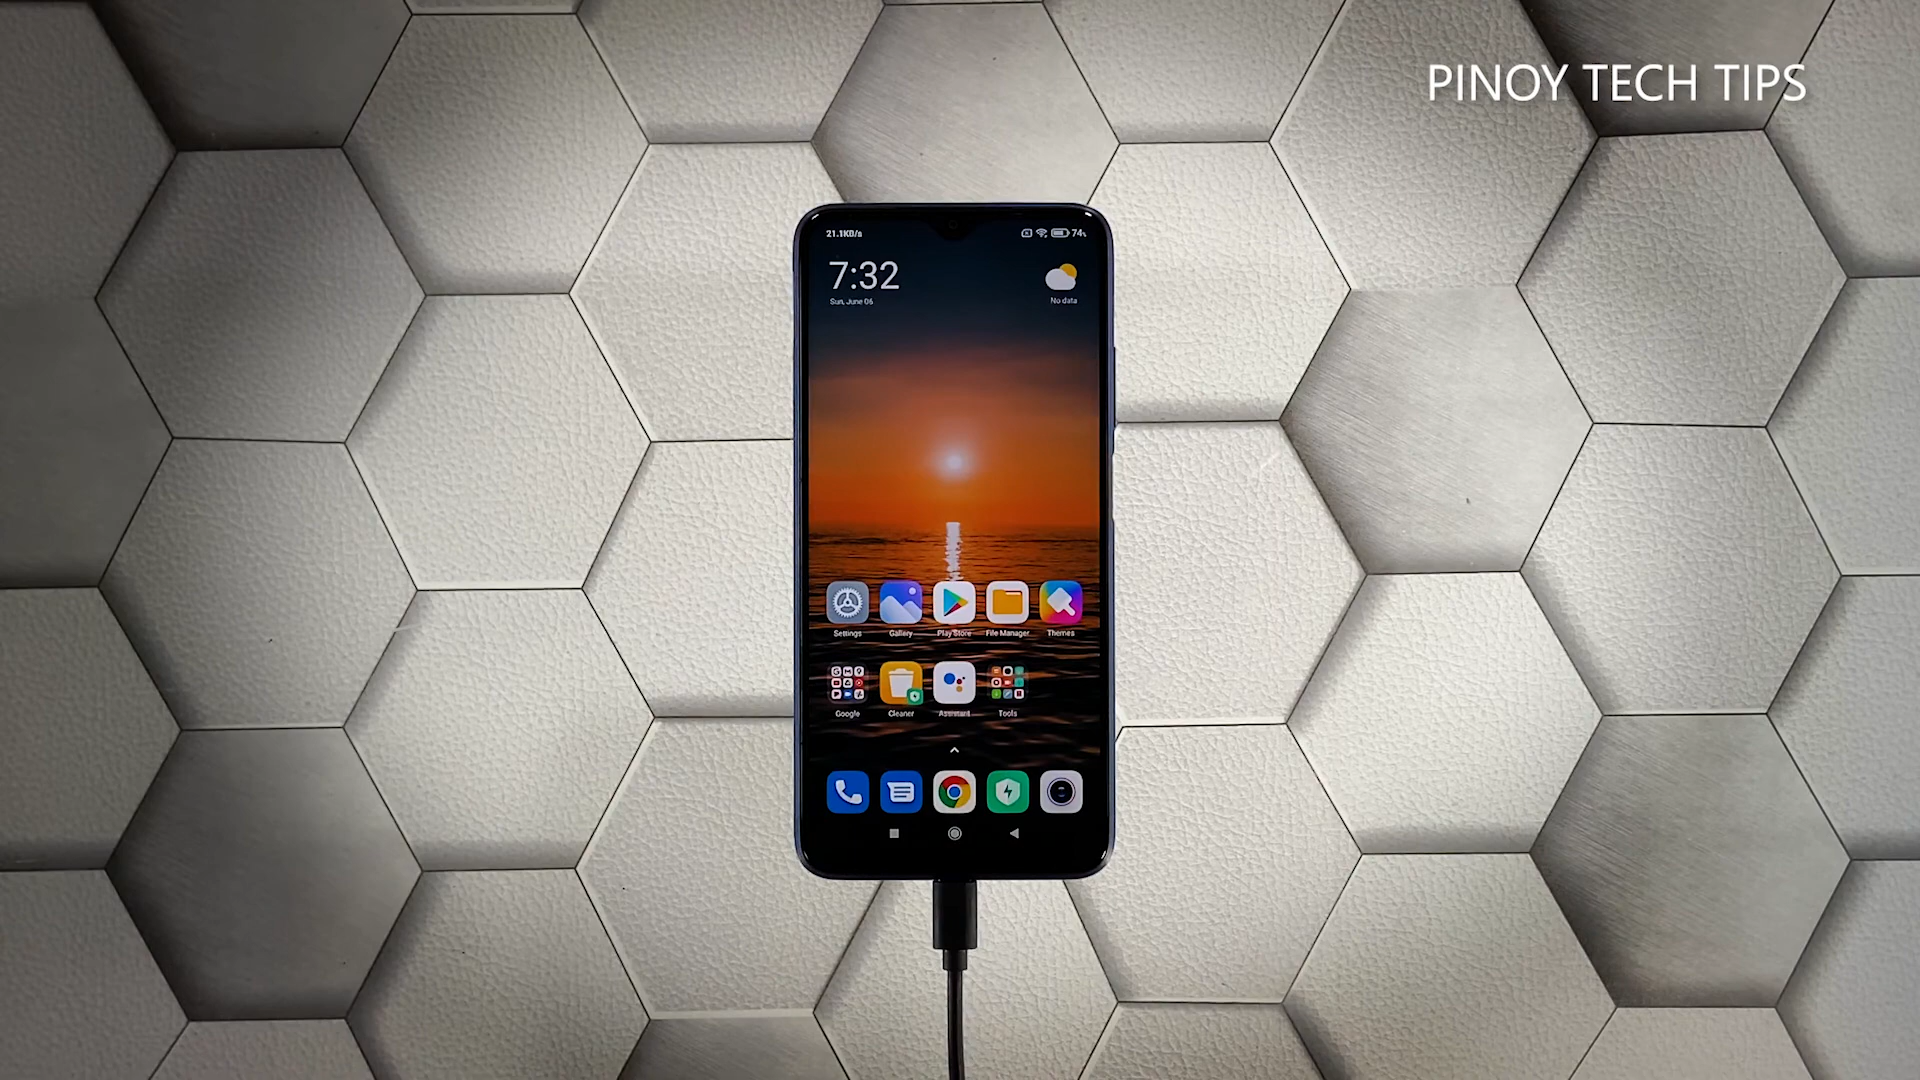 PINOY TECH TIPS
21.1KB/s
74%
7:32
Sun, June 06
No data
Settings
Gallery
Play Store
File Manager
Themes
Google
Cleaner
Assistant
Tools